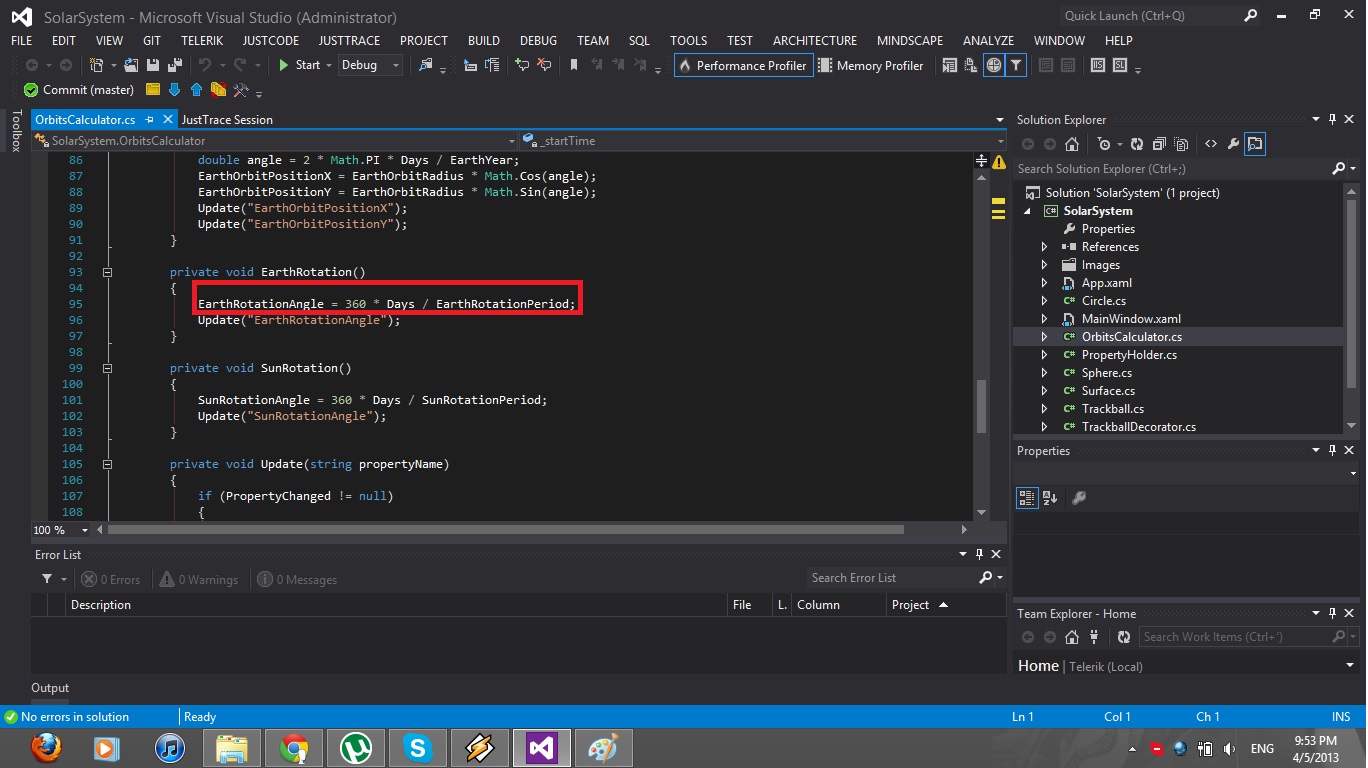 SolarSystem - Microsoft Visual Studio (Administrator)
Quick Launch (Ctrl+Q)
FILE EDIT VIEW GIT TELERIK JUSTCODE JUSTTRACE PROJECT BUILD DEBUG TEAM SQL TOOLS TEST ARCHITECTURE MINDSCAPE ANALYZE WINDOW HELP
Start Debug Performance Profiler Memory Profiler
Commit (master)
Toolbox
OrbitsCalculator.cs JustTrace Session
SolarSystem.OrbitsCalculator _startTime
86 double angle = 2 * Math.PI * Days / EarthYear;
87 EarthOrbitPositionX = EarthOrbitRadius * Math.Cos(angle);
88 EarthOrbitPositionY = EarthOrbitRadius * Math.Sin(angle);
89 Update("EarthOrbitPositionX");
90 Update("EarthOrbitPositionY");
91 }
92
93 private void EarthRotation()
94 {
95 EarthRotationAngle = 360 * Days / EarthRotationPeriod;
96 Update("EarthRotationAngle");
97 }
98
99 private void SunRotation()
100 {
101 SunRotationAngle = 360 * Days / SunRotationPeriod;
102 Update("SunRotationAngle");
103 }
104
105 private void Update(string propertyName)
106 {
107 if (PropertyChanged != null)
108 {
100 %
Solution Explorer
Search Solution Explorer (Ctrl+;)
Solution 'SolarSystem' (1 project)
SolarSystem
Properties
References
Images
App.xaml
Circle.cs
MainWindow.xaml
OrbitsCalculator.cs
PropertyHolder.cs
Sphere.cs
Surface.cs
Trackball.cs
TrackballDecorator.cs
Properties
Error List
0 Errors 0 Warnings 0 Messages
Search Error List
Description File L. Column Project
Team Explorer - Home
Search Work Items (Ctrl+')
Home | Telerik (Local)
Output
No errors in solution Ready Ln 1 Col 1 Ch 1 INS
ENG
9:53 PM
4/5/2013